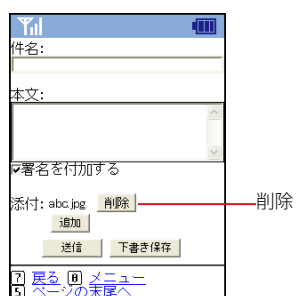 件名:
本文:
署名を付加する
添付: abc.jpg 削除 削除
追加
送信 下書き保存
7 戻る 0 メニュー
5 ページの末尾へ